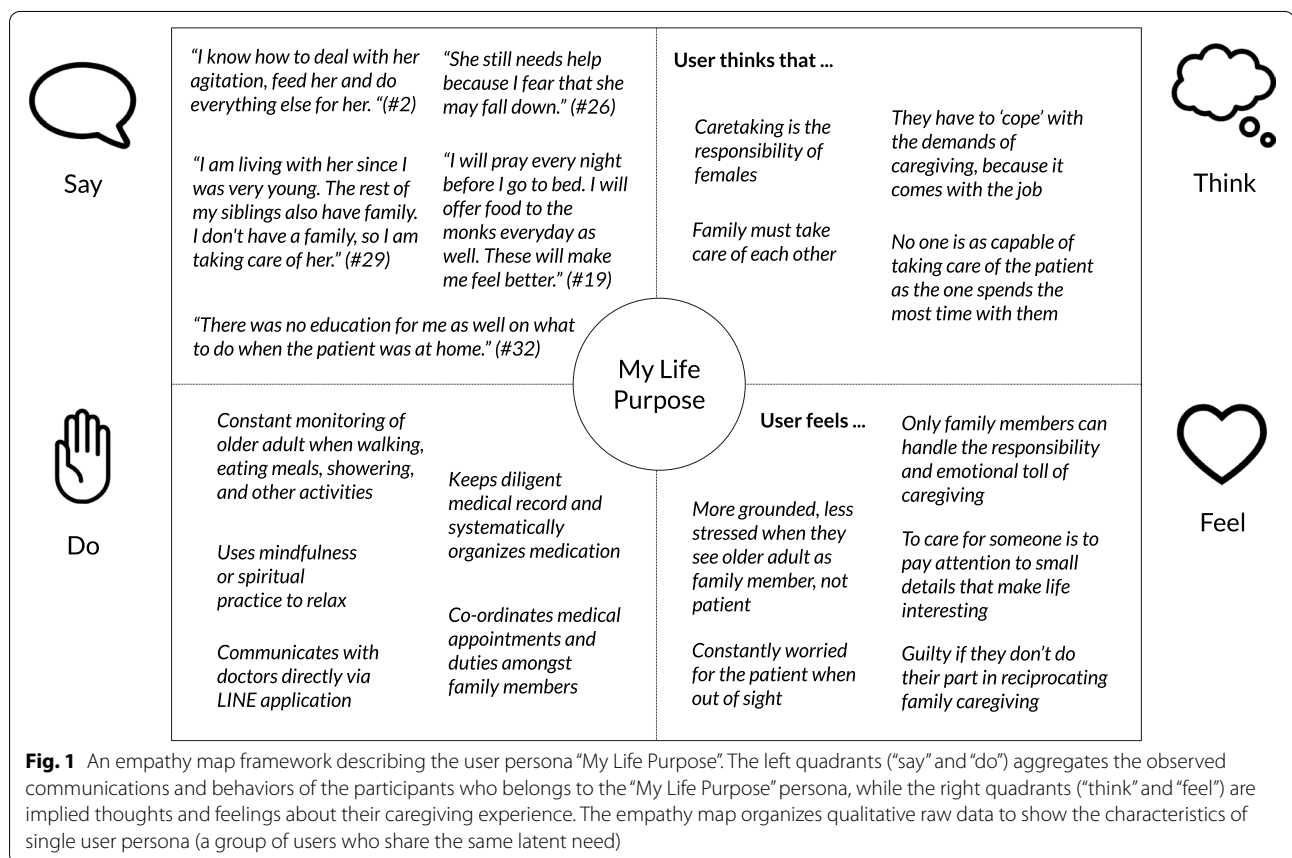 Say
“I know how to deal with her
agitation, feed her and do
everything else for her. “(#2)
“She still needs help
because I fear that she
may fall down.” (#26)
“I am living with her since I
was very young. The rest of
my siblings also have family.
I don't have a family, so I am
taking care of her.” (#29)
“I will pray every night
before I go to bed. I will
offer food to the
monks everyday as
well. These will make
me feel better.” (#19)
“There was no education for me as well on what
to do when the patient was at home.” (#32)
Think
User thinks that ...
Caretaking is the
responsibility of
females
Family must take
care of each other
They have to ‘cope’ with
the demands of
caregiving, because it
comes with the job
No one is as capable of
taking care of the patient
as the one spends the
most time with them
My Life
Purpose
Do
Constant monitoring of
older adult when walking,
eating meals, showering,
and other activities
Uses mindfulness
or spiritual
practice to relax
Communicates with
doctors directly via
LINE application
Keeps diligent
medical record and
systematically
organizes medication
Co-ordinates medical
appointments and
duties amongst
family members
Feel
User feels ...
More grounded, less
stressed when they
see older adult as
family member, not
patient
Constantly worried
for the patient when
out of sight
Only family members can
handle the responsibility
and emotional toll of
caregiving
To care for someone is to
pay attention to small
details that make life
interesting
Guilty if they don’t do
their part in reciprocating
family caregiving
Fig. 1 An empathy map framework describing the user persona “My Life Purpose”. The left quadrants (“say” and “do”) aggregates the observed
communications and behaviors of the participants who belongs to the “My Life Purpose” persona, while the right quadrants (“think” and “feel”) are
implied thoughts and feelings about their caregiving experience. The empathy map organizes qualitative raw data to show the characteristics of
single user persona (a group of users who share the same latent need)